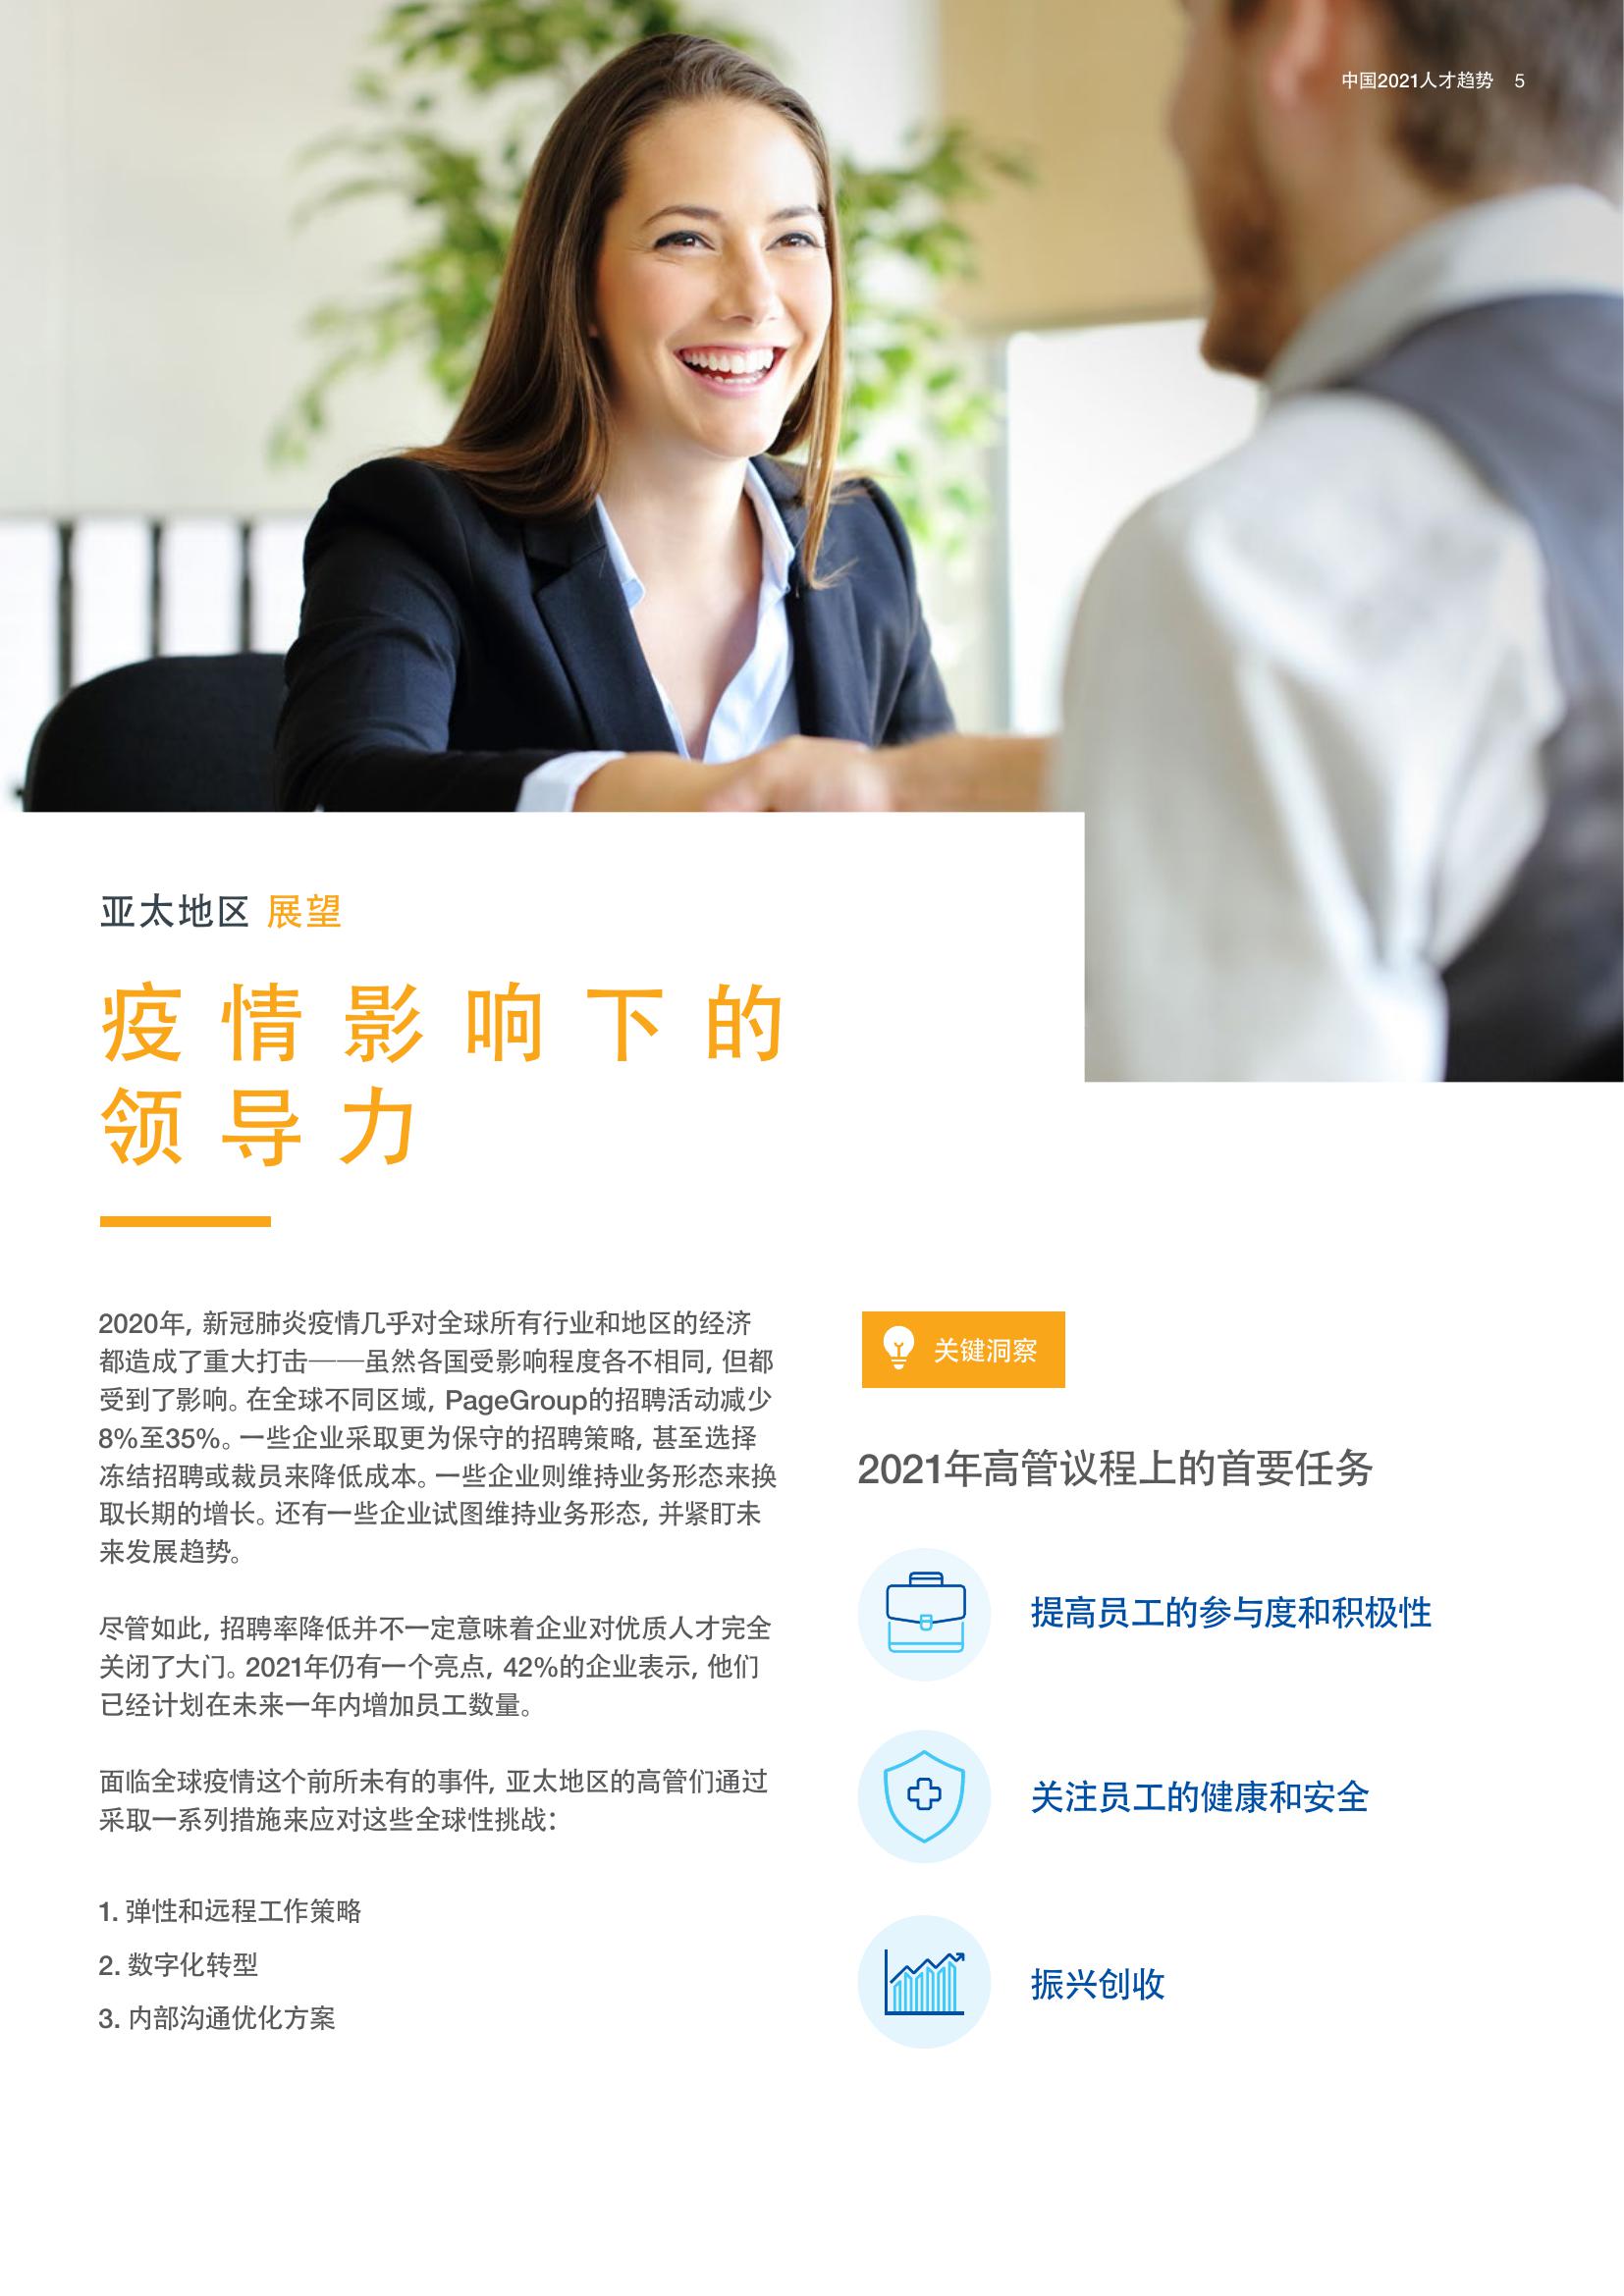 中国2021人才趋势 5
亚太地区 展望
疫情影响下的
领导力
2020年, 新冠肺炎疫情几乎对全球所有行业和地区的经济
都造成了重大打击——虽然各国受影响程度各不相同, 但都
受到了影响。在全球不同区域, PageGroup的招聘活动减少
8%至35%。一些企业采取更为保守的招聘策略, 甚至选择
冻结招聘或裁员来降低成本。一些企业则维持业务形态来换
取长期的增长。还有一些企业试图维持业务形态, 并紧盯未
来发展趋势。
尽管如此, 招聘率降低并不一定意味着企业对优质人才完全
关闭了大门。2021年仍有一个亮点, 42%的企业表示, 他们
已经计划在未来一年内增加员工数量。
面临全球疫情这个前所未有的事件, 亚太地区的高管们通过
采取一系列措施来应对这些全球性挑战：
1. 弹性和远程工作策略
2. 数字化转型
3. 内部沟通优化方案
关键洞察
2021年高管议程上的首要任务
提高员工的参与度和积极性
关注员工的健康和安全
振兴创收